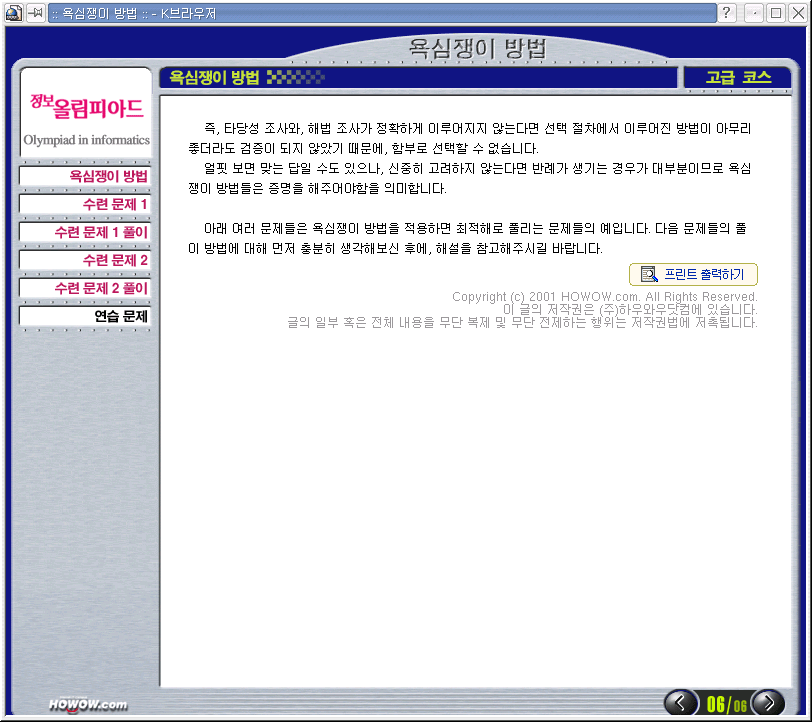 :: 욕심쟁이 방법 :: - K브라우저
욕심쟁이 방법
욕심쟁이 방법
고급 코스
정보올림피아드
Olympiad in informatics
욕심쟁이 방법
수련 문제 1
수련 문제 1 풀이
수련 문제 2
수련 문제 2 풀이
연습 문제
즉, 타당성 조사와, 해법 조사가 정확하게 이루어지지 않는다면 선택 절차에서 이루어진 방법이 아무리
좋더라도 검증이 되지 않았기 때문에, 함부로 선택할 수 없습니다.
얼핏 보면 맞는 답일 수도 있으나, 신중히 고려하지 않는다면 반례가 생기는 경우가 대부분이므로 욕심
쟁이 방법들은 증명을 해주어야함을 의미합니다.
아래 여러 문제들은 욕심쟁이 방법을 적용하면 최적해로 풀리는 문제들의 예입니다. 다음 문제들의 풀
이 방법에 대해 먼저 충분히 생각해보신 후에, 해설을 참고해주시길 바랍니다.
프린트 출력하기
Copyright (c) 2001 HOWOW.com. All Rights Reserved.
이 글의 저작권은 (주)하우와우닷컴에 있습니다.
글의 일부 혹은 전체 내용을 무단 복제 및 무단 전제하는 행위는 저작권법에 저촉됩니다.
HOWOW.com
06/06